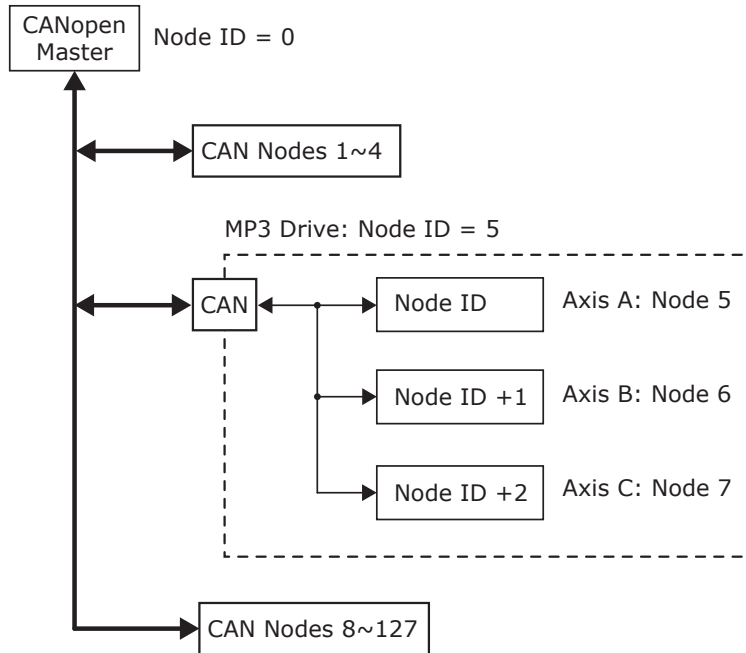 CANopen
Master
Node ID = 0
CAN Nodes 1~4
MP3 Drive: Node ID = 5
CAN
Node ID
Axis A: Node 5
Node ID +1
Axis B: Node 6
Node ID +2
Axis C: Node 7
CAN Nodes 8~127